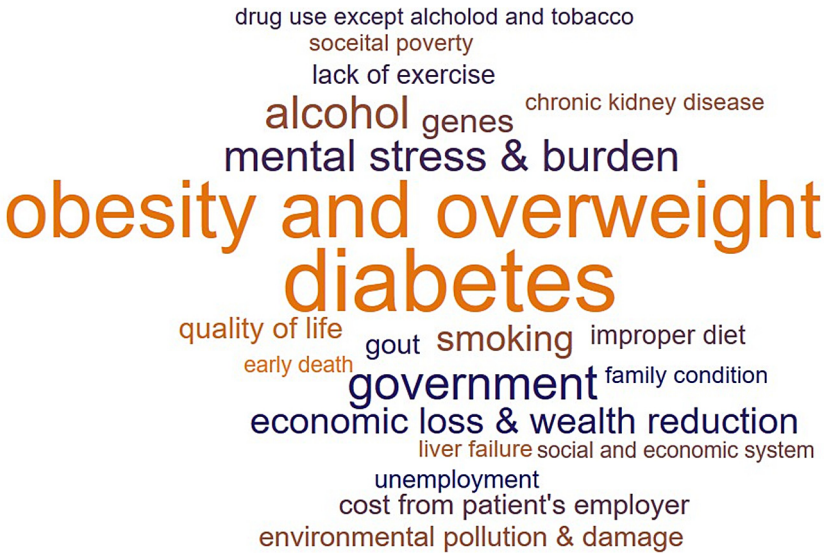 drug use except alcholod and tobacco
soceital poverty
lack of exercise
alcohol genes chronic kidney disease
mental stress & burden
obesity and overweight
diabetes
quality of life gout smoking improper diet
early death government family condition
economic loss & wealth reduction
liver failure social and economic system
unemployment
cost from patient's employer
environmental pollution & damage